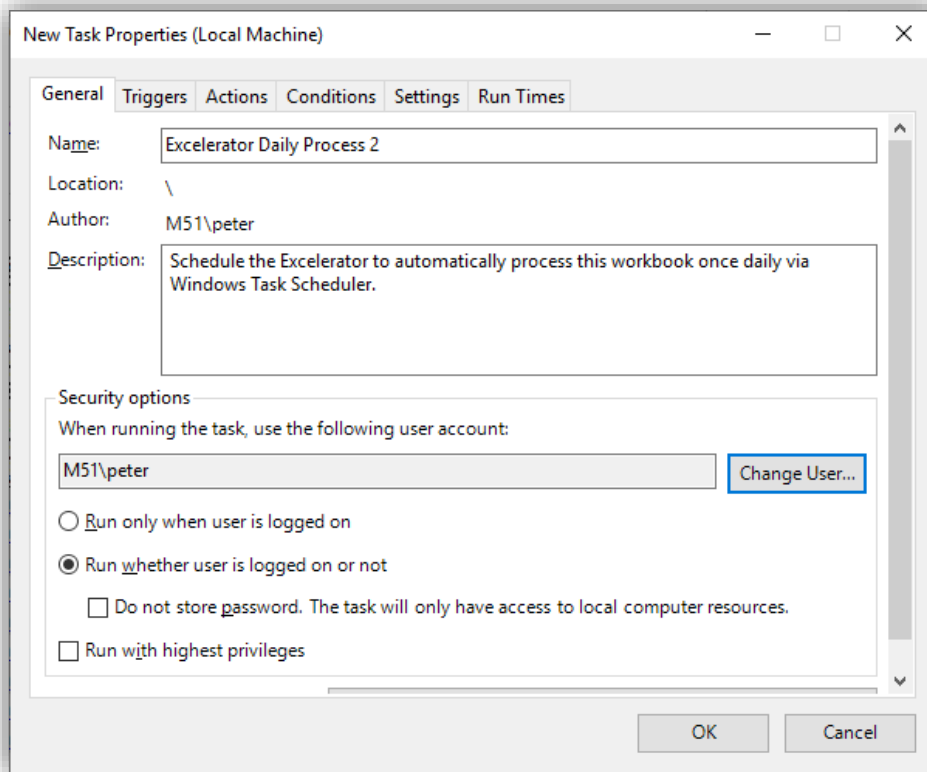 New Task Properties (Local Machine)
General Triggers Actions Conditions Settings Run Times
Name: Excelerator Daily Process 2
Location: \
Author: M51\peter
Description: Schedule the Excelerator to automatically process this workbook once daily via
Windows Task Scheduler.
Security options
When running the task, use the following user account:
M51\peter Change User...
Run only when user is logged on
Run whether user is logged on or not
Do not store password. The task will only have access to local computer resources.
Run with highest privileges
OK Cancel